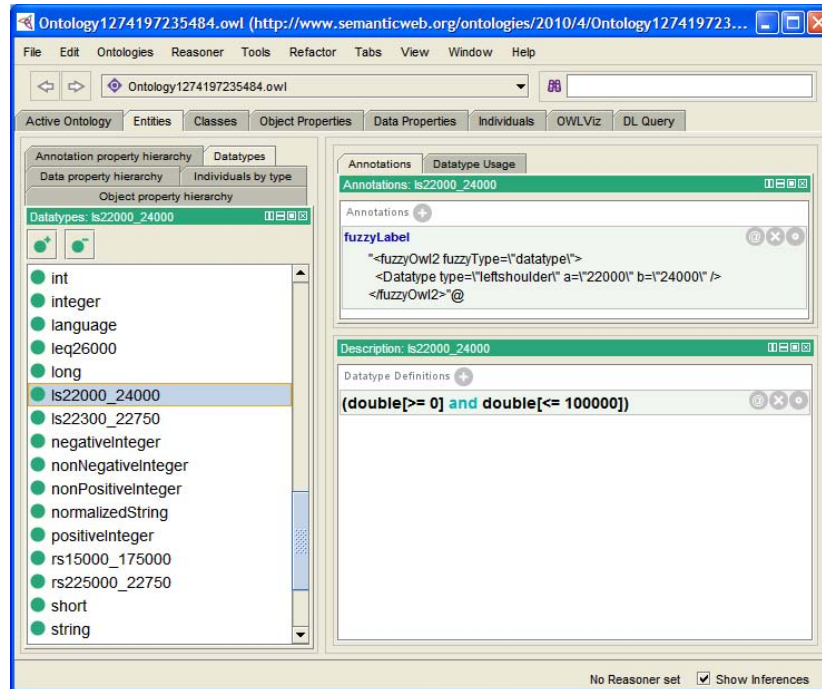 Ontology1274197235484.owl (http://www.semanticweb.org/ontologies/2010/4/Ontology127419723...
File Edit Ontologies Reasoner Tools Refactor Tabs View Window Help
Ontology1274197235484.owl
Active Ontology Entities Classes Object Properties Data Properties Individuals OWLViz DL Query
Annotation property hierarchy Datatypes
Data property hierarchy Individuals by type
Object property hierarchy
Datatypes: ls22000_24000
int
integer
language
leq26000
long
ls22000_24000
ls22300_22750
negativeInteger
nonNegativeInteger
nonPositiveInteger
normalizedString
positiveInteger
rs15000_175000
rs225000_22750
short
string
Annotations Datatype Usage
Annotations: ls22000_24000
Annotations
fuzzyLabel
"<fuzzyOwl2 fuzzyType=\"datatype\">
<Datatype type=\"leftshoulder\" a=\"22000\" b=\"24000\" />
</fuzzyOwl2>"@
Description: ls22000_24000
Datatype Definitions
(double[>= 0] and double[<= 100000])
No Reasoner set Show Inferences